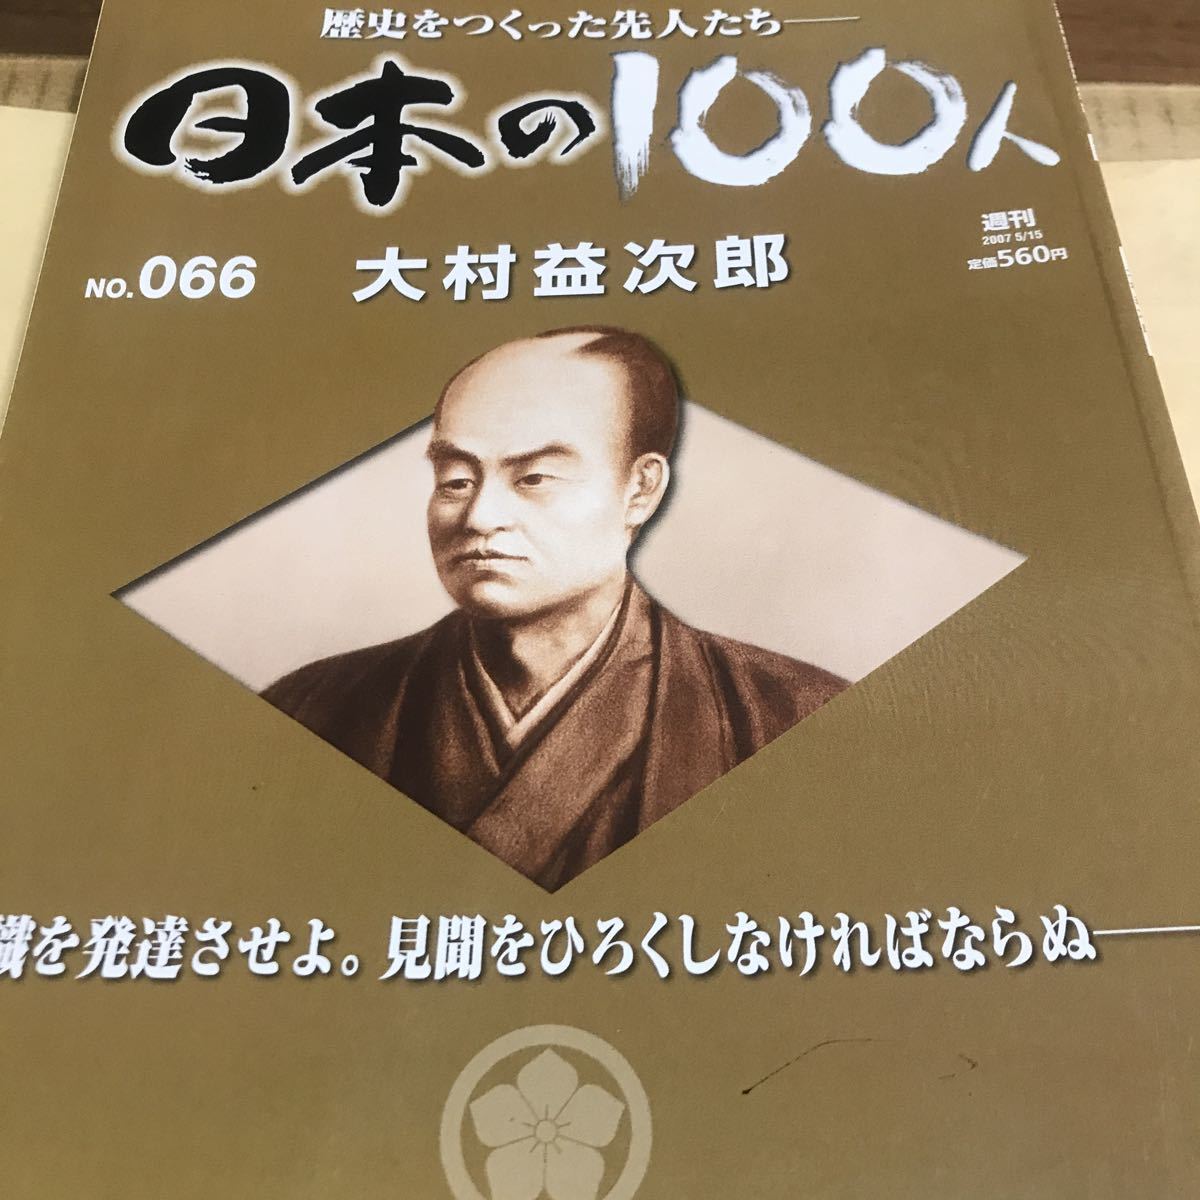 歴史をつくった先人たち――
日本の100人
週刊
2007 5/15
定価560円
NO.066 大村益次郎
を発達させよ。見聞をひろくしなければならぬ――